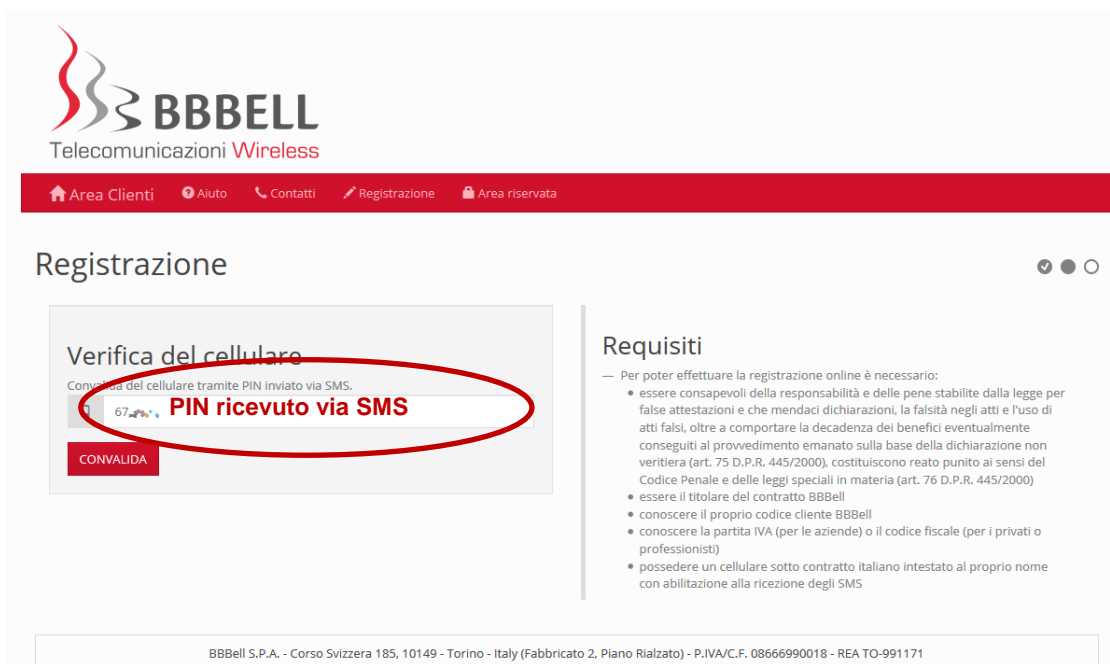 BBBELL
Telecomunicazioni Wireless
Area Clienti Aiuto Contatti Registrazione Area riservata
Registrazione
Verifica del cellulare
Convalida del cellulare tramite PIN inviato via SMS.
67 PIN ricevuto via SMS
CONVALIDA
Requisiti
— Per poter effettuare la registrazione online è necessario:
• essere consapevoli della responsabilità e delle pene stabilite dalla legge per
false attestazioni e che mendaci dichiarazioni, la falsità negli atti e l'uso di
atti falsi, oltre a comportare la decadenza dei benefici eventualmente
conseguiti al provvedimento emanato sulla base della dichiarazione non
veritiera (art. 75 D.P.R. 445/2000), costituiscono reato punito ai sensi del
Codice Penale e delle leggi speciali in materia (art. 76 D.P.R. 445/2000)
• essere il titolare del contratto BBBell
• conoscere il proprio codice cliente BBBell
• conoscere la partita IVA (per le aziende) o il codice fiscale (per i privati o
professionisti)
• possedere un cellulare sotto contratto italiano intestato al proprio nome
con abilitazione alla ricezione degli SMS
BBBell S.P.A. - Corso Svizzera 185, 10149 - Torino - Italy (Fabbricato 2, Piano Rialzato) - P.IVA/C.F. 08666990018 - REA TO-991171